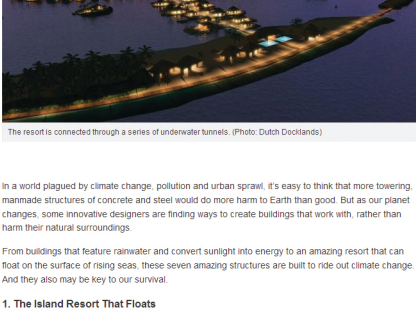 The resort is connected through a series of underwater tunnels. (Photo: Dutch Docklands)
In a world plagued by climate change, pollution and urban sprawl, it's easy to think that more towering,
manmade structures of concrete and steel would do more harm to Earth than good. But as our planet
changes, some innovative designers are finding ways to create buildings that work with, rather than
harm their natural surroundings.
From buildings that feature rainwater and convert sunlight into energy to an amazing resort that can
float on the surface of rising seas, these seven amazing structures are built to ride out climate change.
And they also may be key to our survival.
1. The Island Resort That Floats